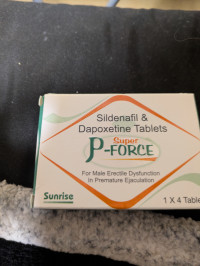 Sildenafil &
Dapoxetine Tablets
Super
P-FORCE
For Male Erectile Dysfunction
In Premature Ejaculation
Sunrise
1 X 4 Table